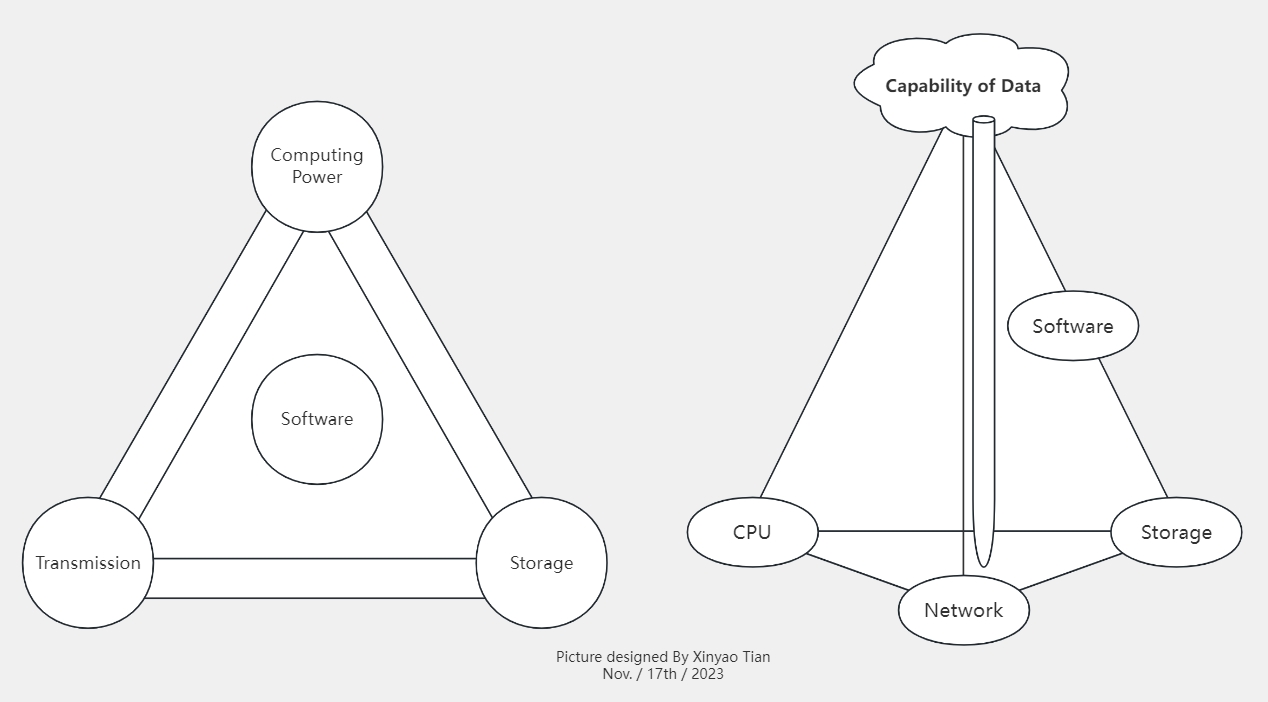 Computing
Power
Software
Transmission
Storage
Capability of Data
Software
CPU
Storage
Network
Picture designed By Xinyao Tian
Nov. / 17th / 2023